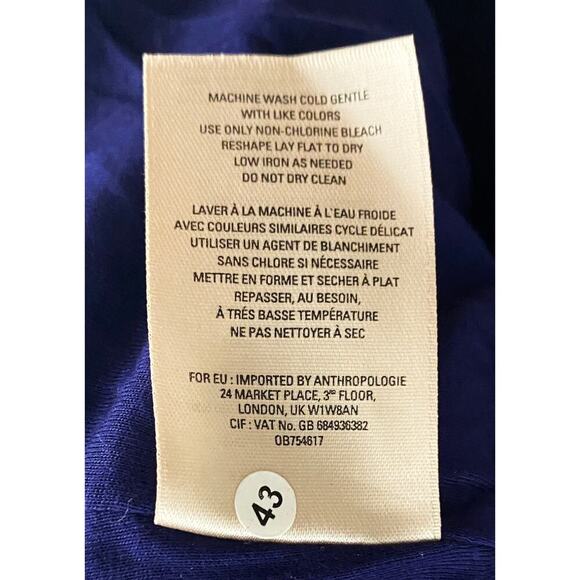 MACHINE WASH COLD GENTLE
WITH LIKE COLORS
USE ONLY NON-CHLORINE BLEACH
RESHAPE LAY FLAT TO DRY
LOW IRON AS NEEDED
DO NOT DRY CLEAN
LAVER À LA MACHINE À L'EAU FROIDE
AVEC COULEURS SIMILAIRES CYCLE DÉLICAT
UTILISER UN AGENT DE BLANCHIMENT
SANS CHLORE SI NÉCESSAIRE
METTRE EN FORME ET SECHER À PLAT
REPASSER, AU BESOIN,
À TRÉS BASSE TEMPÉRATURE
NE PAS NETTOYER À SEC
FOR EU : IMPORTED BY ANTHROPOLOGIE
24 MARKET PLACE, 3RD FLOOR,
LONDON, UK W1W8AN
CIF : VAT No. GB 684936382
OB754617
43